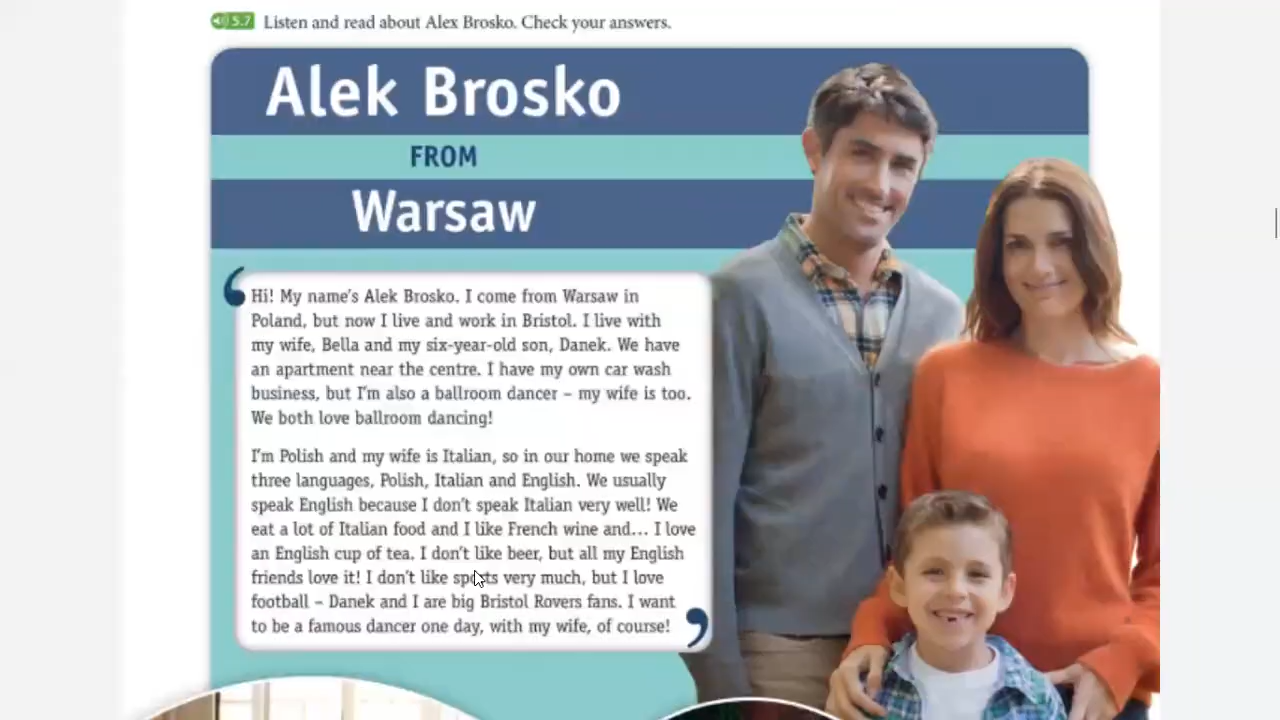 5.7 Listen and read about Alex Brosko. Check your answers.
Alek Brosko
FROM
Warsaw
Hi! My name's Alek Brosko. I come from Warsaw in
Poland, but now I live and work in Bristol. I live with
my wife, Bella and my six-year-old son, Danek. We have
an apartment near the centre. I have my own car wash
business, but I'm also a ballroom dancer – my wife is too.
We both love ballroom dancing!
I'm Polish and my wife is Italian, so in our home we speak
three languages, Polish, Italian and English. We usually
speak English because I don't speak Italian very well! We
eat a lot of Italian food and I like French wine and... I love
an English cup of tea. I don't like beer, but all my English
friends love it! I don't like sports very much, but I love
football – Danek and I are big Bristol Rovers fans. I want
to be a famous dancer one day, with my wife, of course!